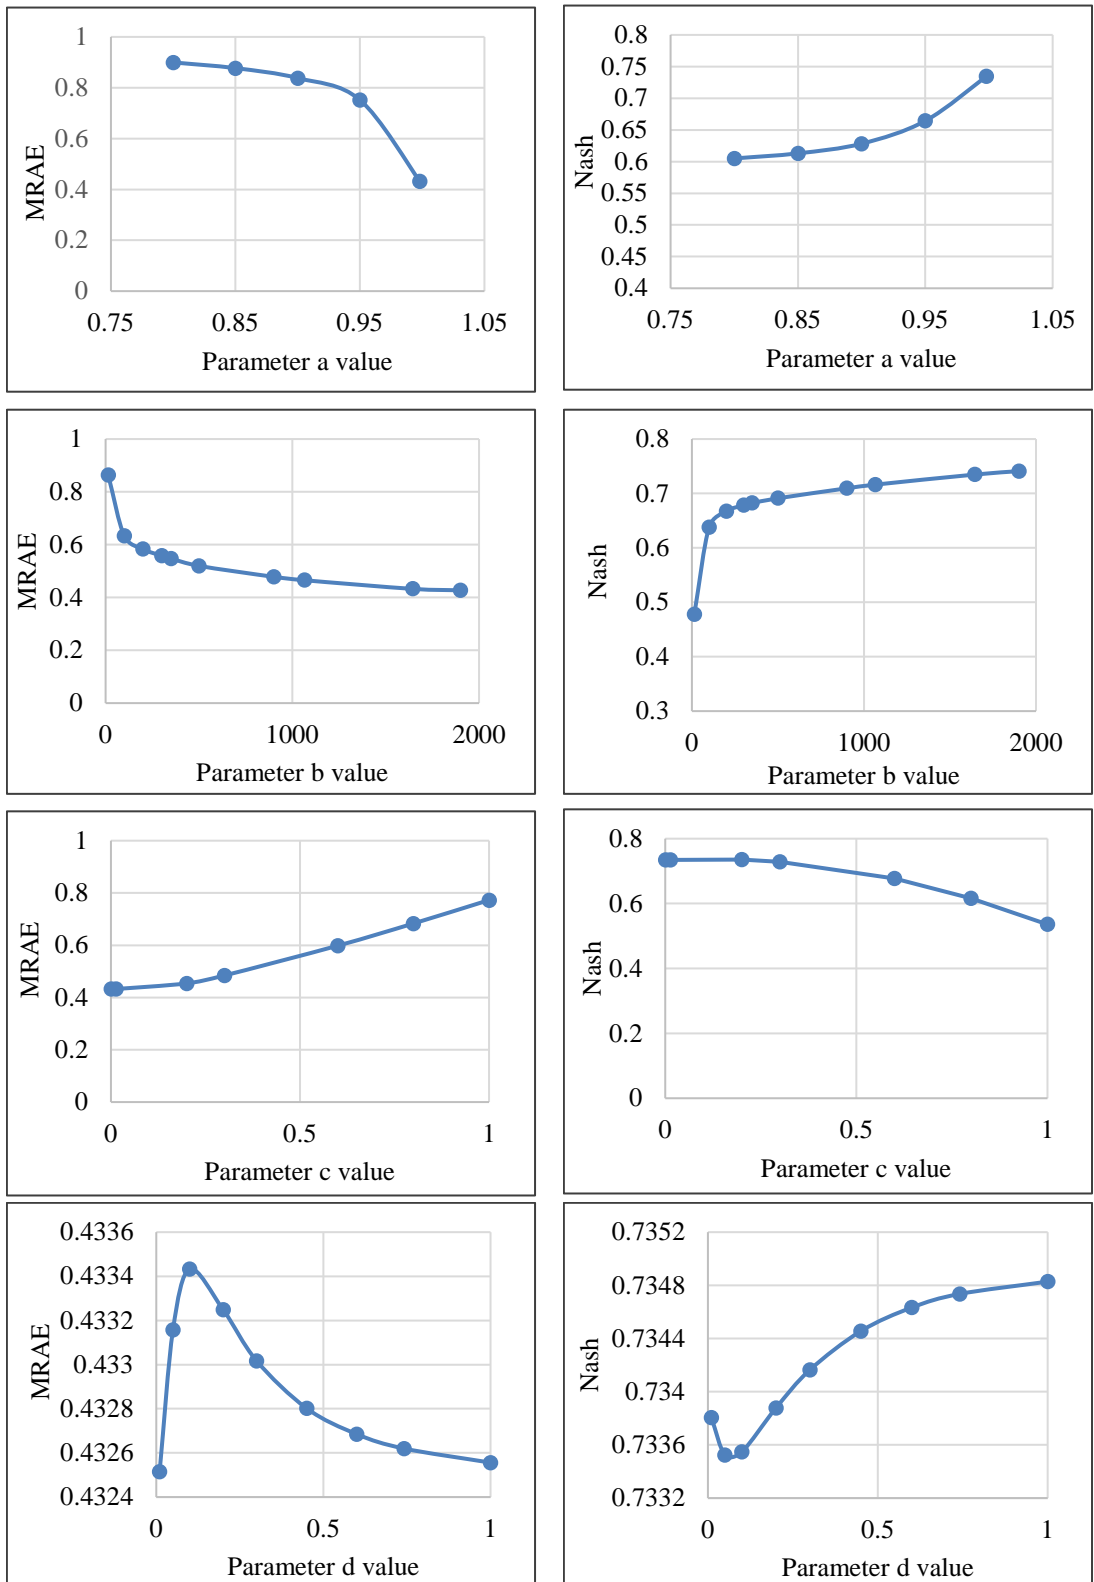 1
0.8
0.6
0.4
0.2
0
MRAE
0.75 0.85 0.95 1.05
Parameter a value
0.8
0.75
0.7
0.65
0.6
0.55
0.5
0.45
0.4
Nash
0.75 0.85 0.95 1.05
Parameter a value
1
0.8
0.6
0.4
0.2
0
MRAE
0 1000 2000
Parameter b value
0.8
0.7
0.6
0.5
0.4
0.3
Nash
0 1000 2000
Parameter b value
1
0.8
0.6
0.4
0.2
0
MRAE
0 0.5 1
Parameter c value
0.8
0.6
0.4
0.2
0
Nash
0 0.5 1
Parameter c value
0.4336
0.4334
0.4332
0.433
0.4328
0.4326
0.4324
MRAE
0 0.5 1
Parameter d value
0.7352
0.7348
0.7344
0.734
0.7336
0.7332
Nash
0 0.5 1
Parameter d value